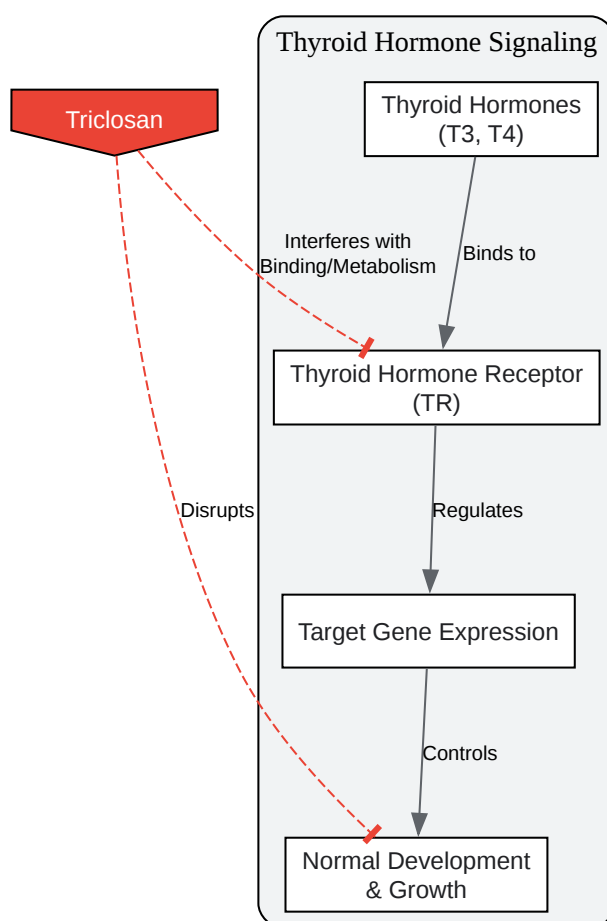 Thyroid Hormone Signaling
Triclosan
Thyroid Hormones
(T3, T4)
Interferes with
Binding/Metabolism
Binds to
Thyroid Hormone Receptor
(TR)
Disrupts
Regulates
Target Gene Expression
Controls
Normal Development
& Growth